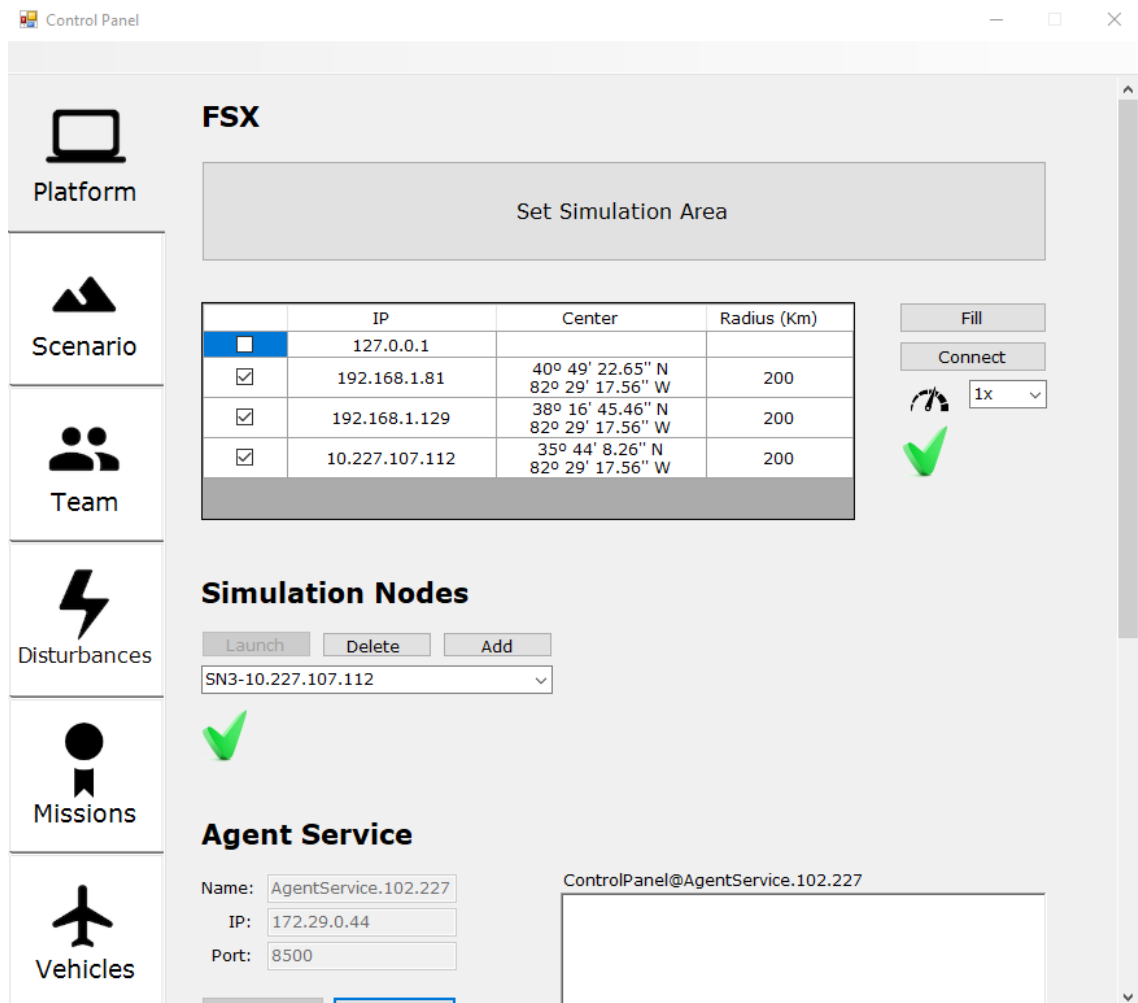 Control Panel
Platform
Scenario
Team
Disturbances
Missions
Vehicles
FSX
Set Simulation Area
IP Center Radius (Km)
127.0.0.1
192.168.1.81 40º 49' 22.65" N 82º 29' 17.56" W 200
192.168.1.129 38º 16' 45.46" N 82º 29' 17.56" W 200
10.227.107.112 35º 44' 8.26" N 82º 29' 17.56" W 200
Fill
Connect
1x
Simulation Nodes
Launch Delete Add
SN3-10.227.107.112
Agent Service
Name: AgentService.102.227
IP: 172.29.0.44
Port: 8500
ControlPanel@AgentService.102.227